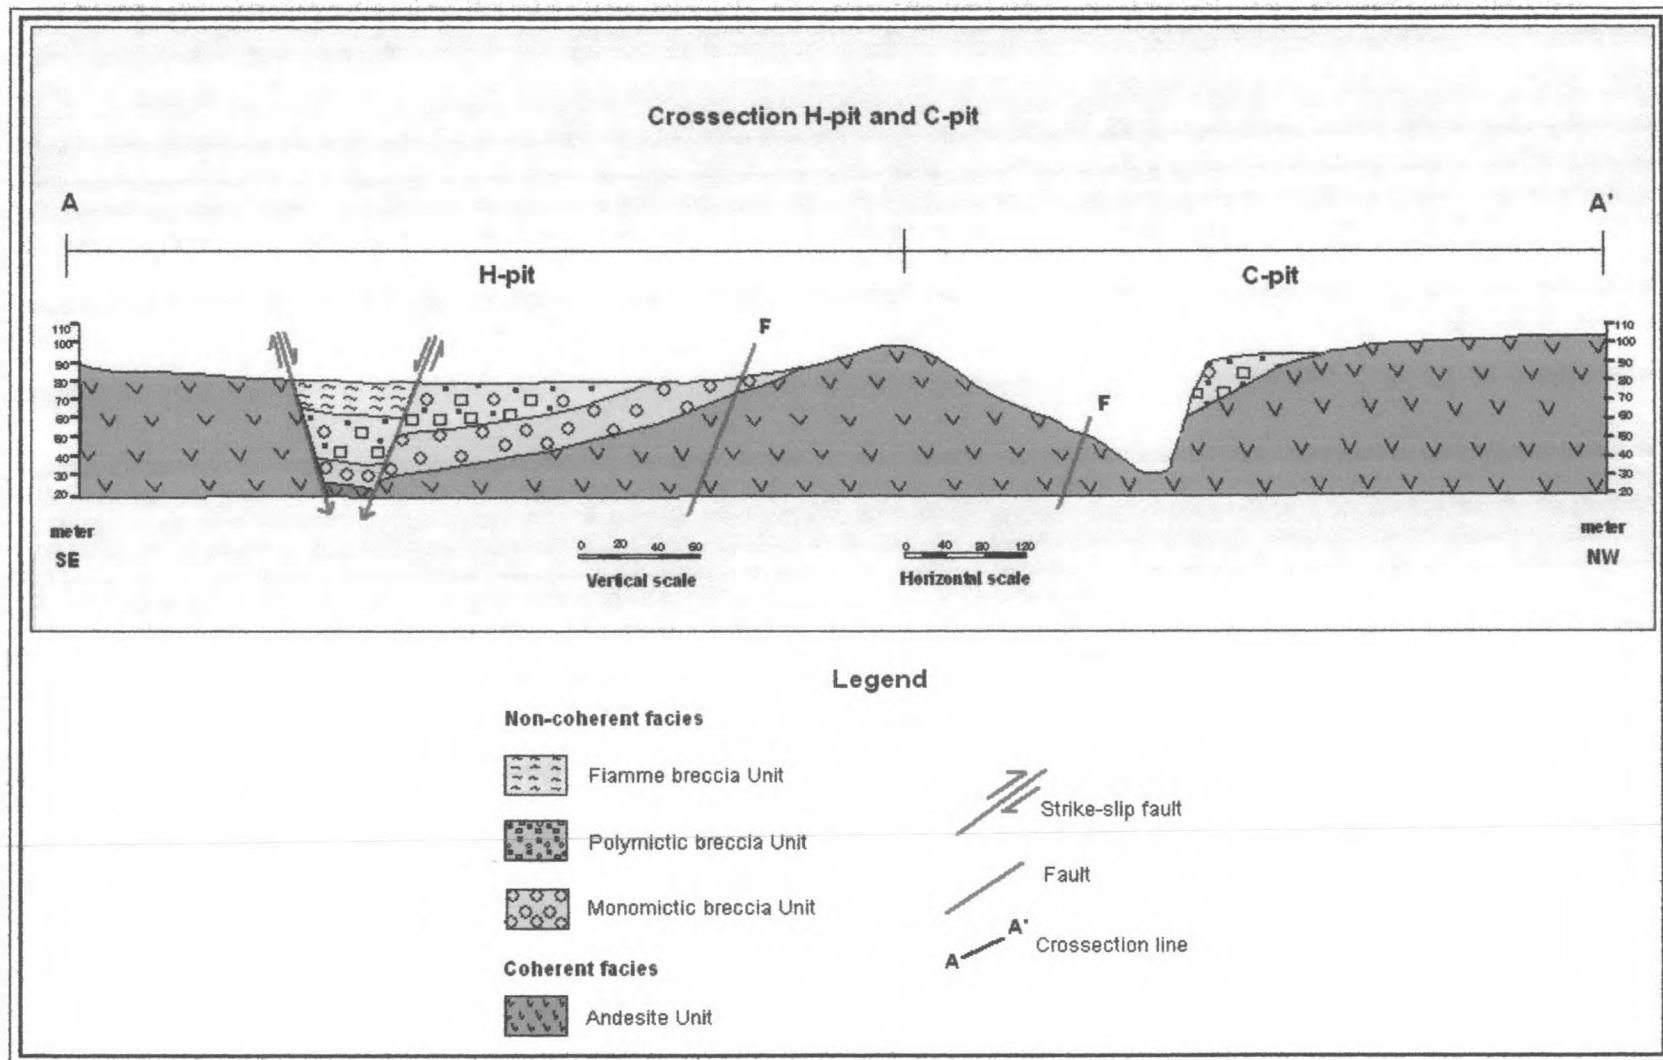 Crossection H-pit and C-pit
A
A'
H-pit
C-pit
F
F
110
100
90
80
70
60
50
40
30
20
110
100
90
80
70
60
50
40
30
20
meter
SE
meter
NW
0 20 40 60
Vertical scale
0 40 80 120
Horizontal scale
Legend
Non-coherent facies
Fiamme breccia Unit
Polymictic breccia Unit
Monomictic breccia Unit
Coherent facies
Andesite Unit
Strike-slip fault
Fault
A A'
Crossection line